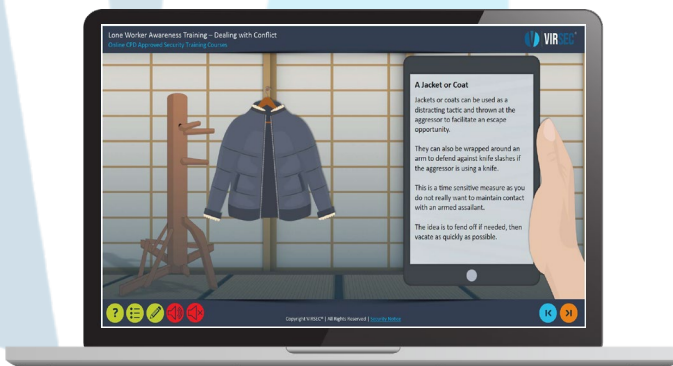 Lone Worker Awareness Training – Dealing with Conflict
Online CPD Approved Security Training Courses
VIRSEC
A Jacket or Coat
Jackets or coats can be used as a
distracting tactic and thrown at the
aggressor to facilitate an escape
opportunity.
They can also be wrapped around an
arm to defend against knife slashes if
the aggressor is using a knife.
This is a time sensitive measure as you
do not really want to maintain contact
with an armed assailant.
The idea is to fend off if needed, then
vacate as quickly as possible.
?
Copyright VIRSEC® | All Rights Reserved | Security Notice